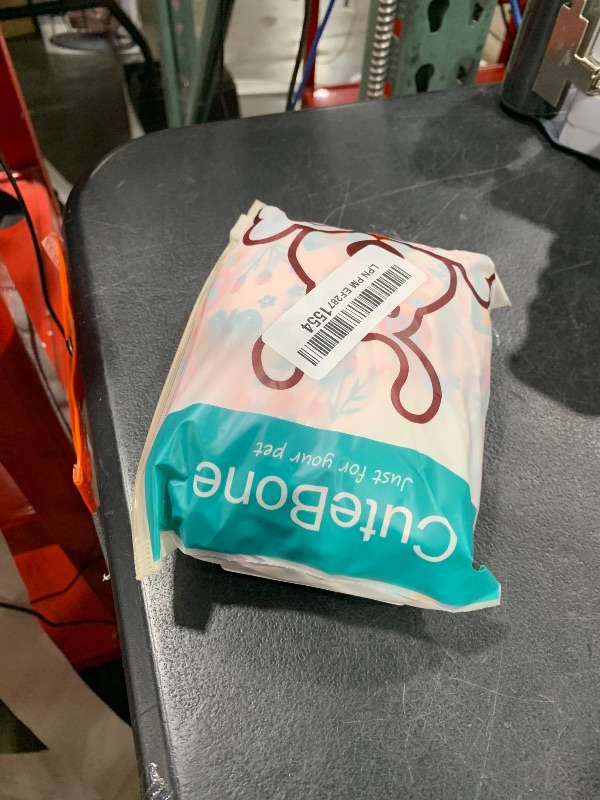 CuteBone
Just for your pet
LPN PM EF287 1554